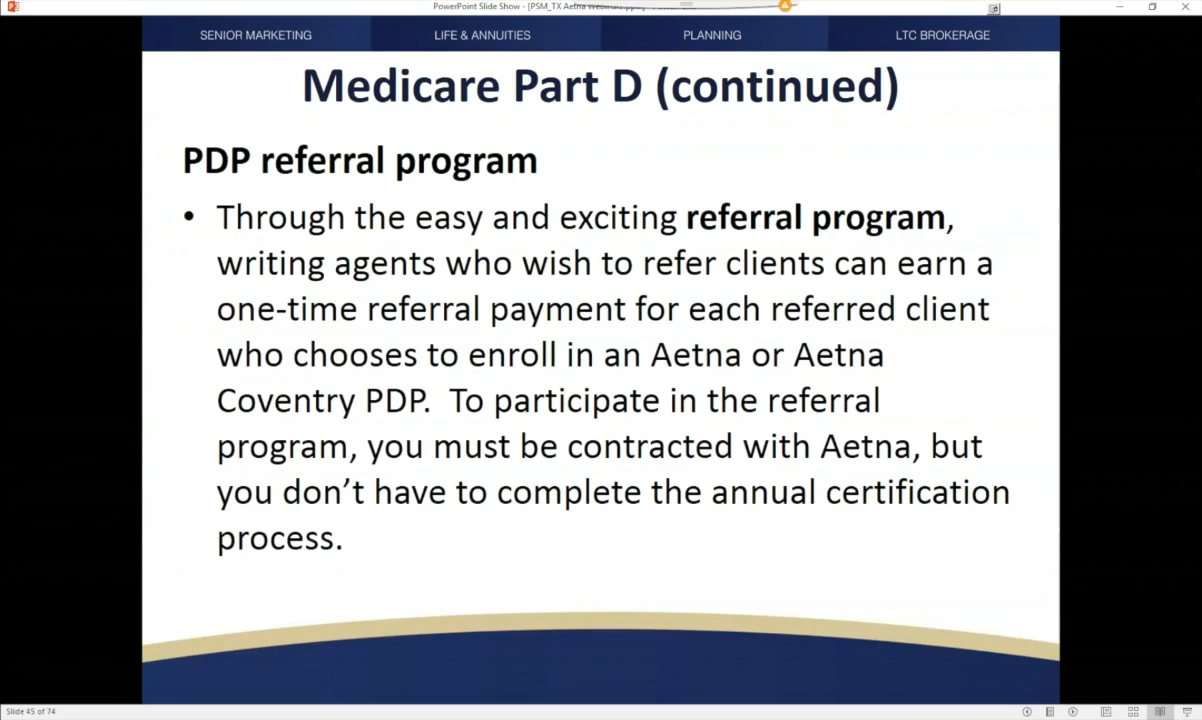 PowerPoint Slide Show - [PSM_TX Aetna
SENIOR MARKETING
LIFE & ANNUITIES
PLANNING
LTC BROKERAGE
Medicare Part D (continued)
PDP referral program
• Through the easy and exciting referral program,
writing agents who wish to refer clients can earn a
one-time referral payment for each referred client
who chooses to enroll in an Aetna or Aetna
Coventry PDP.  To participate in the referral
program, you must be contracted with Aetna, but
you don’t have to complete the annual certification
process.
Slide 45 of 74